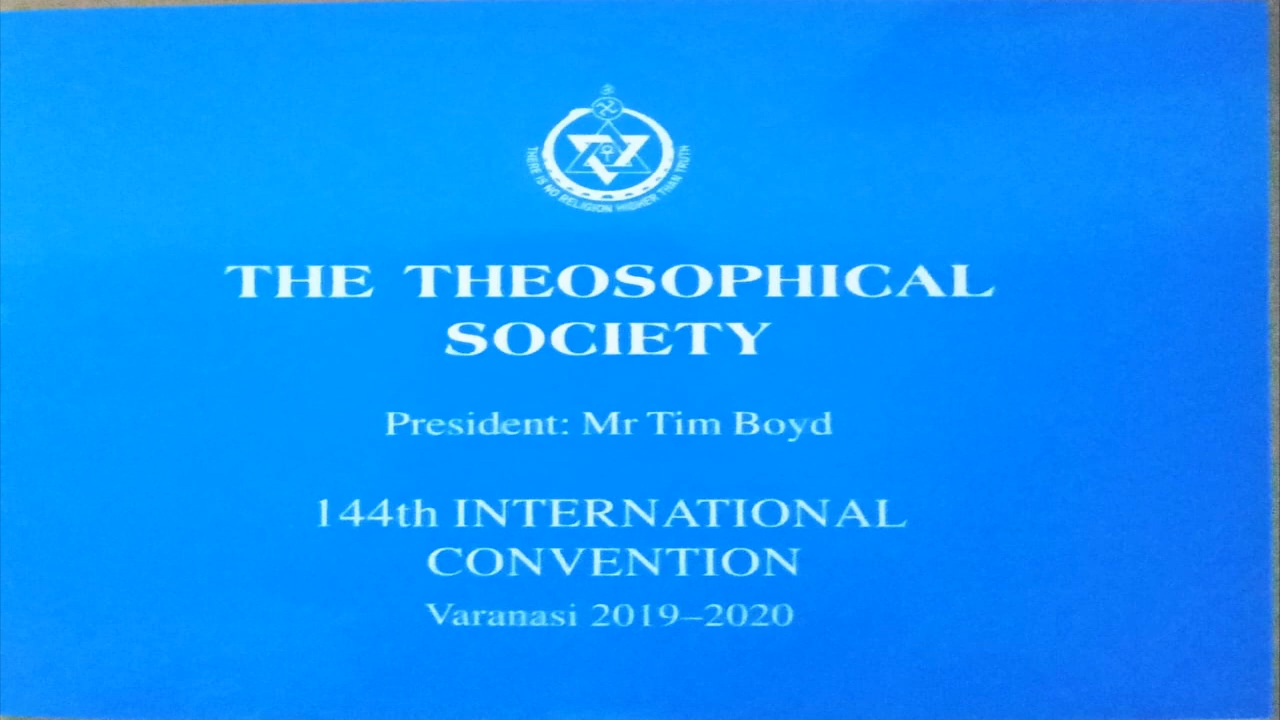 THERE IS NO RELIGION HIGHER THAN TRUTH
THE THEOSOPHICAL
SOCIETY
President: Mr Tim Boyd
144th INTERNATIONAL
CONVENTION
Varanasi 2019–2020